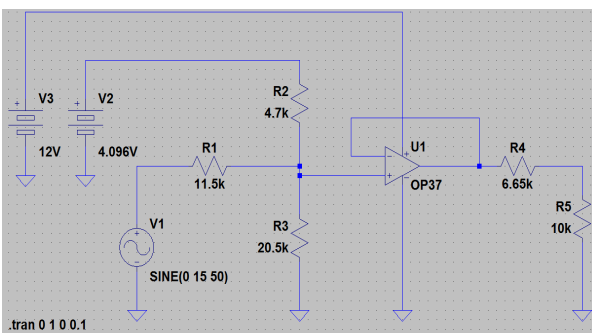 V3
12V
V2
4.096V
R2
4.7k
R1
11.5k
V1
SINE(0 15 50)
R3
20.5k
U1
OP37
R4
6.65k
R5
10k
.tran 0 1 0 0.1